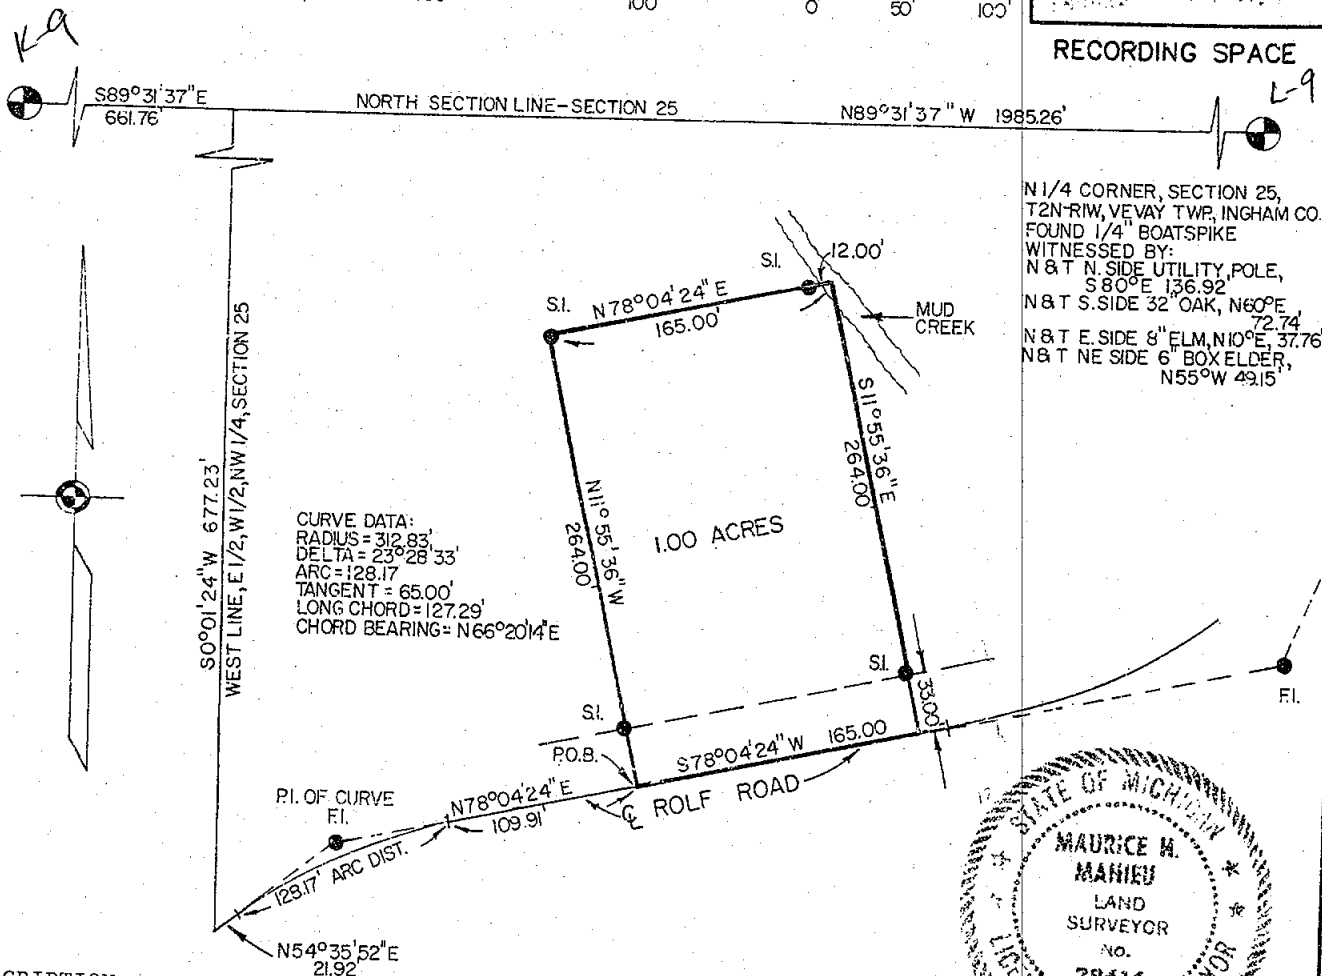 100
0'
50'
100'
RECORDING SPACE
K-9
L-9
S89°31'37"E
661.76'
NORTH SECTION LINE-SECTION 25
N89°31'37"W 1985.26'
N 1/4 CORNER, SECTION 25,
T2N-R1W, VEVAY TWP., INGHAM CO.
FOUND 1/4" BOATSPIKE
WITNESSED BY:
N & T N. SIDE UTILITY POLE,
S 80°E 136.92'
N & T S. SIDE 32" OAK, N60°E,
72.74'
N & T E. SIDE 8" ELM, N10°E, 37.76'
N & T NE SIDE 6" BOX ELDER,
N55°W 49.15'
S.I.
12.00'
S.I.
N78°04'24"E
165.00'
MUD
CREEK
S11°55'36"E
264.00'
N11°55'36"W
264.00'
1.00 ACRES
S0°01'24"W 677.23'
WEST LINE, E1/2, W1/2, NW1/4, SECTION 25
CURVE DATA:
RADIUS = 312.83'
DELTA = 23°28'33"
ARC = 128.17
TANGENT = 65.00'
LONG CHORD = 127.29'
CHORD BEARING = N66°20'14"E
S.I.
33.00'
F.I.
S.I.
P.O.B.
S78°04'24"W 165.00
N78°04'24"E
109.91'
℄ ROLF ROAD
P.I. OF CURVE
F.I.
128.17' ARC DIST.
N54°35'52"E
21.92
STATE OF MICHIGAN
MAURICE H.
MAHIEU
LAND
SURVEYOR
NO.